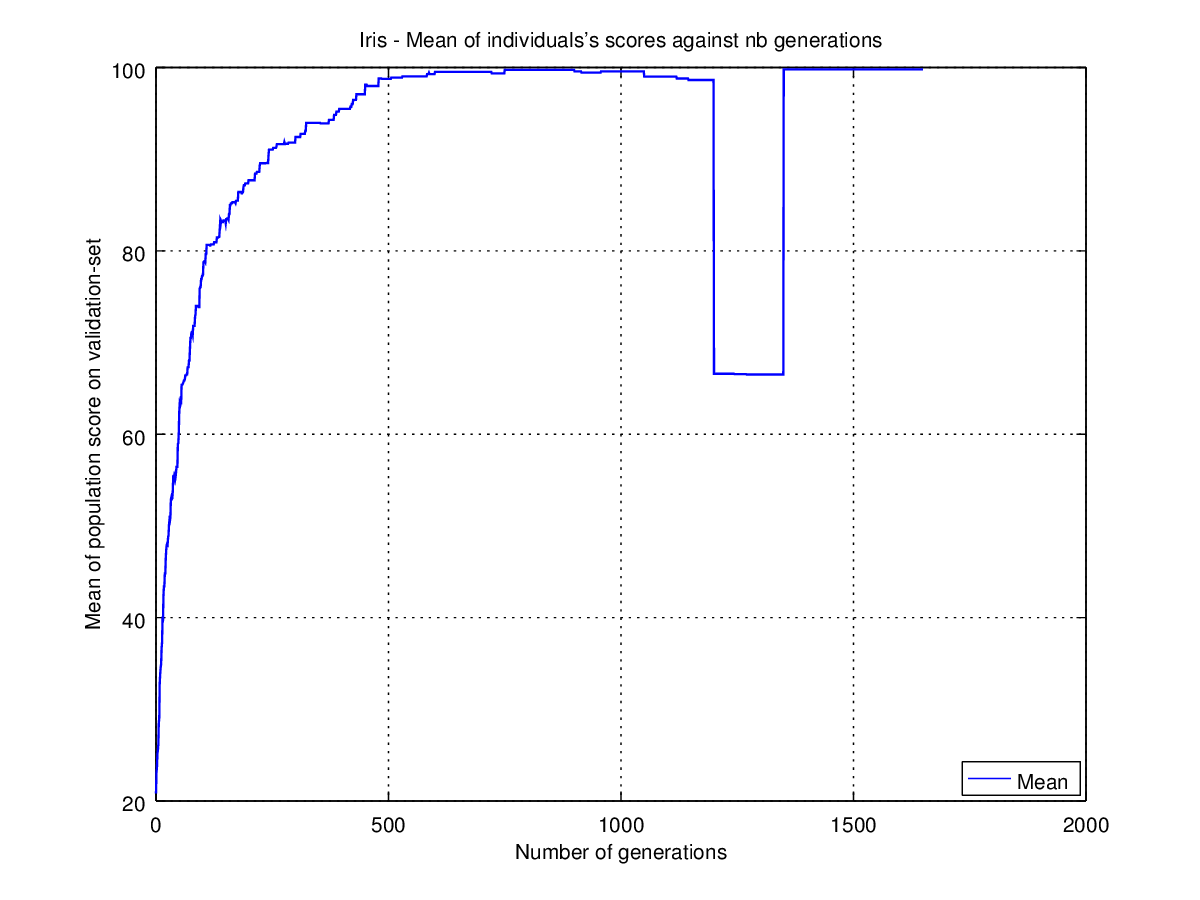 Iris - Mean of individuals's scores against nb generations
Mean of population score on validation-set
100
80
60
40
20
0 500 1000 1500 2000
Number of generations
Mean